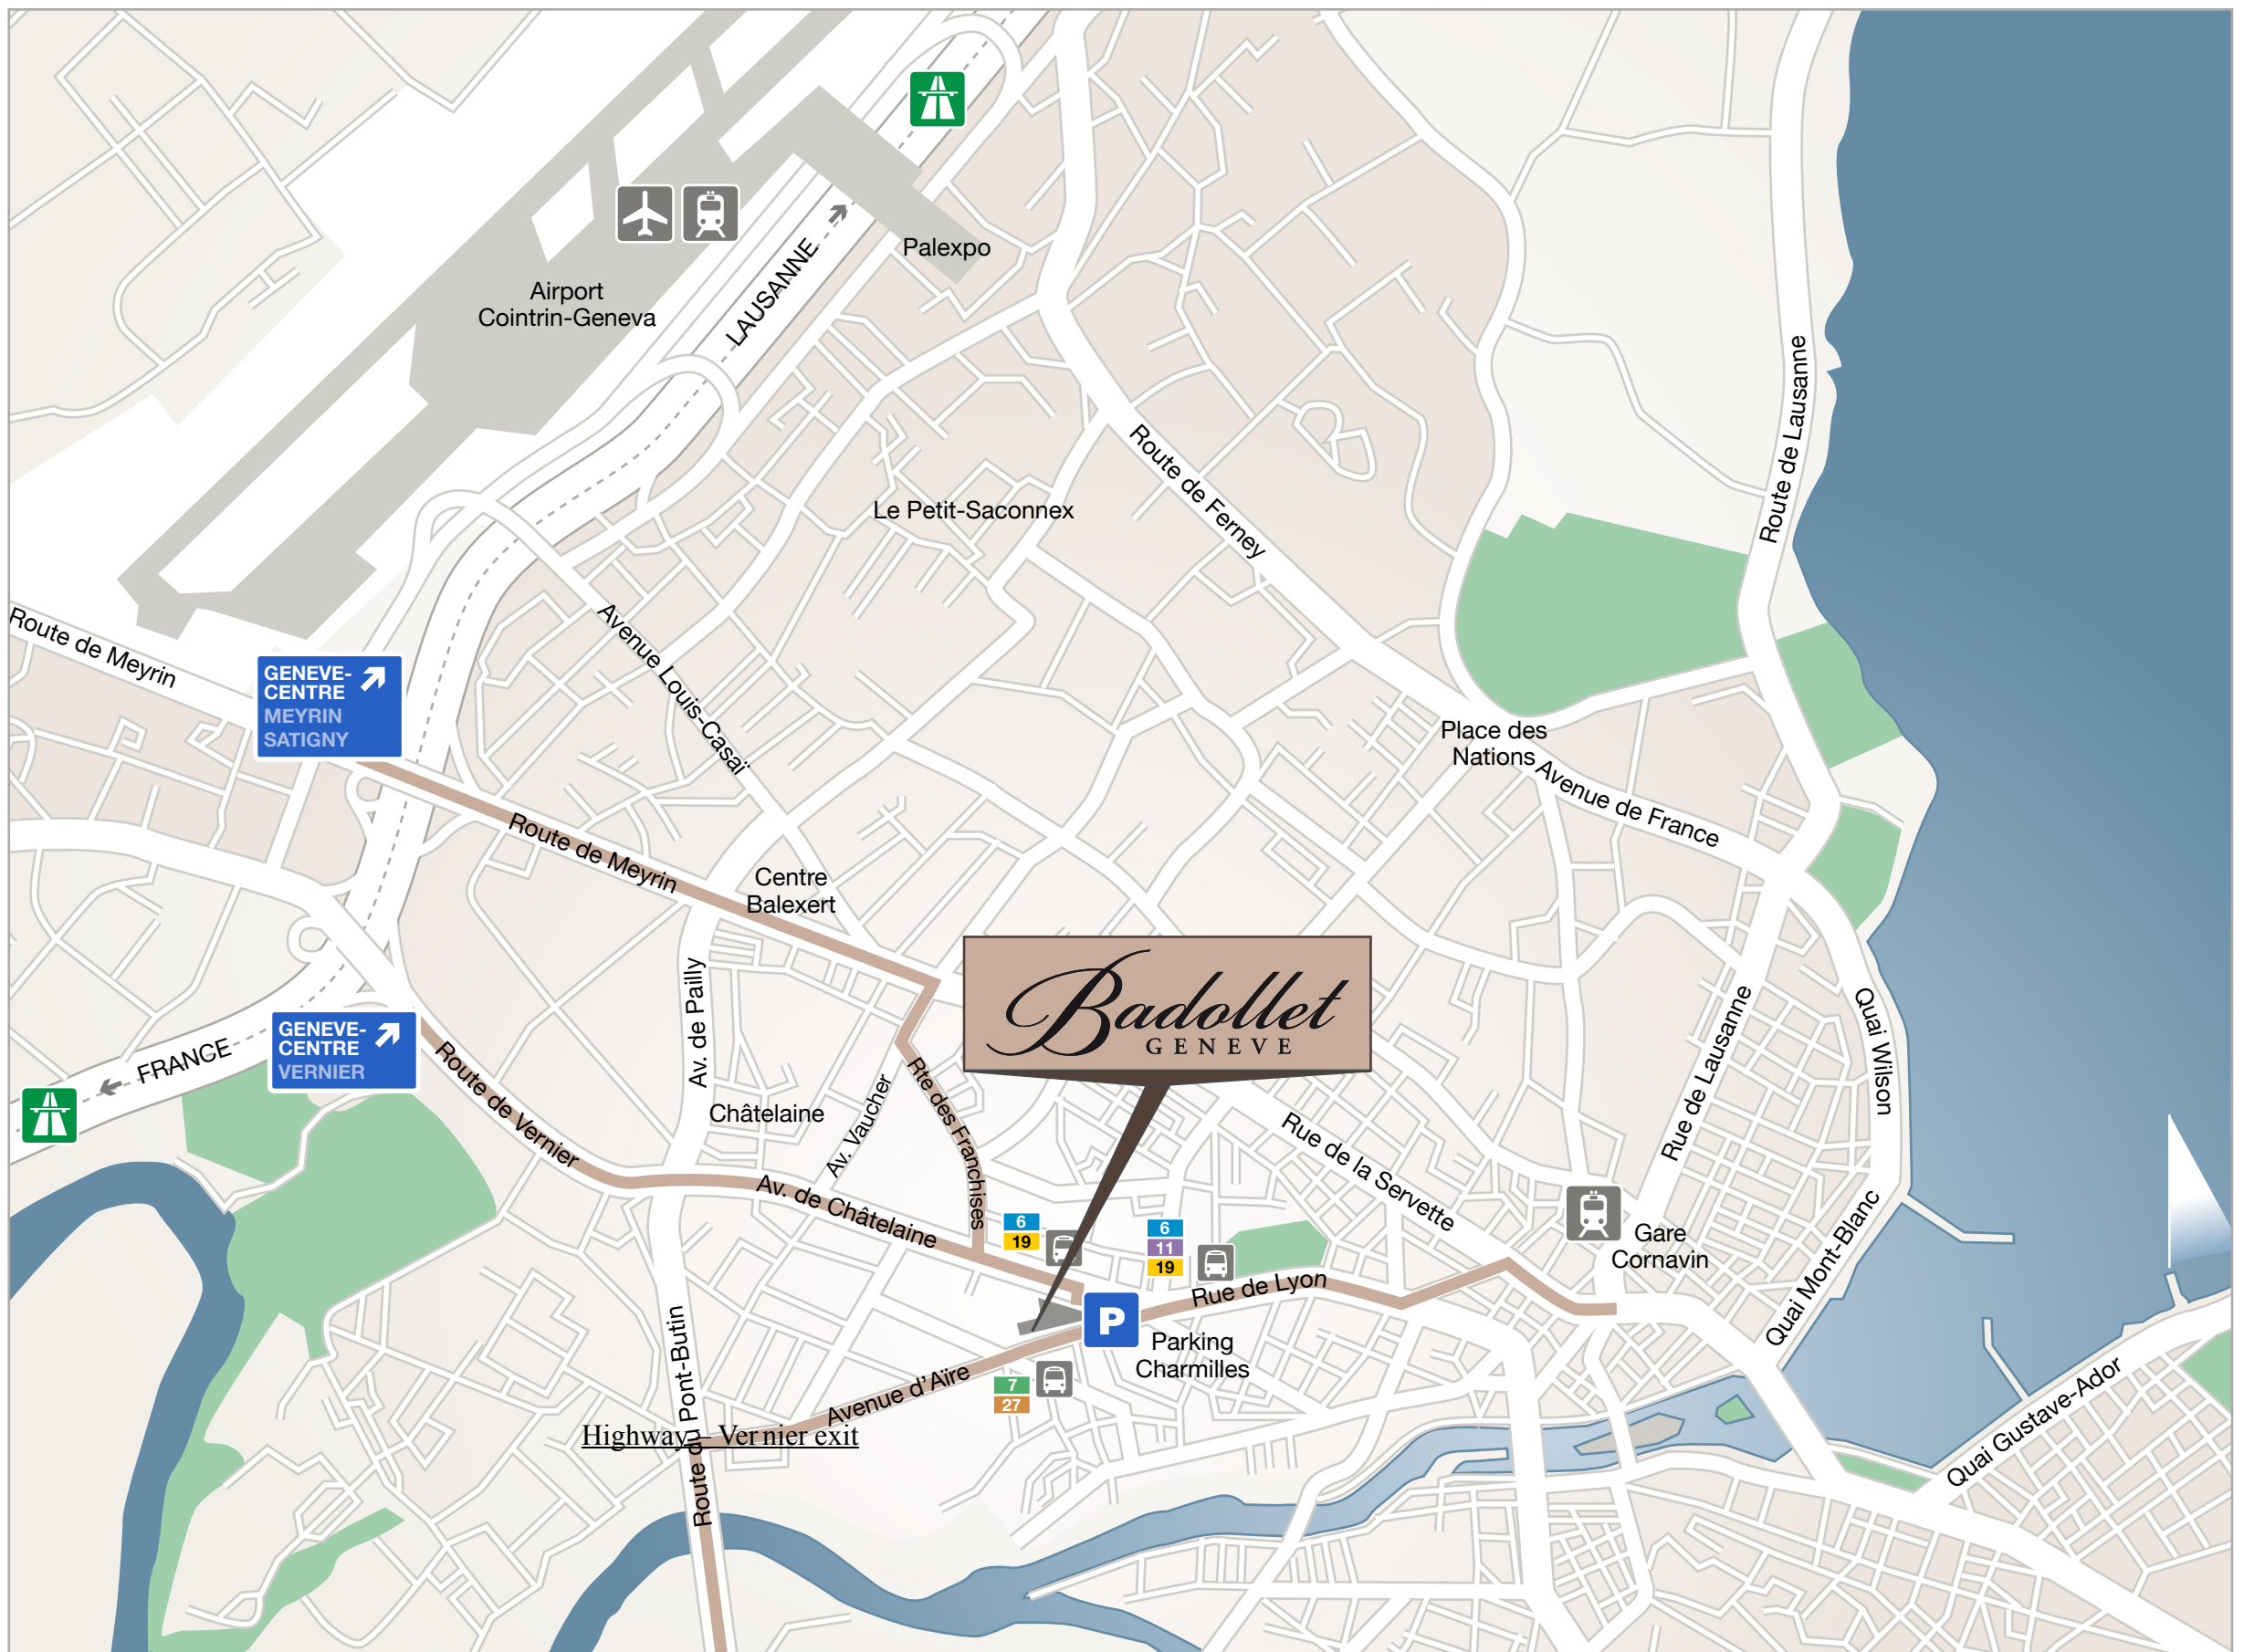 Palexpo
Airport
Cointrin-Geneva
LAUSANNE
Route de Lausanne
Route de Ferney
Le Petit-Saconnex
Route de Meyrin
Avenue Louis-Casaï
GENEVE-
CENTRE
MEYRIN
SATIGNY
Place des
Nations
Avenue de France
Route de Meyrin
Centre
Balexert
Av. de Pailly
Badollet
GENEVE
Rue de Lausanne
Quai Wilson
GENEVE-
CENTRE
VERNIER
FRANCE
Route de Vernier
Châtelaine
Av. Vaucher
Rte des Franchises
Rue de la Servette
Av. de Châtelaine
6
19
6
11
19
Gare
Cornavin
Quai Mont-Blanc
Rue de Lyon
P
Parking
Charmilles
Route du Pont-Butin
Avenue d'Aïre
7
27
Quai Gustave-Ador
Highway – Vernier exit